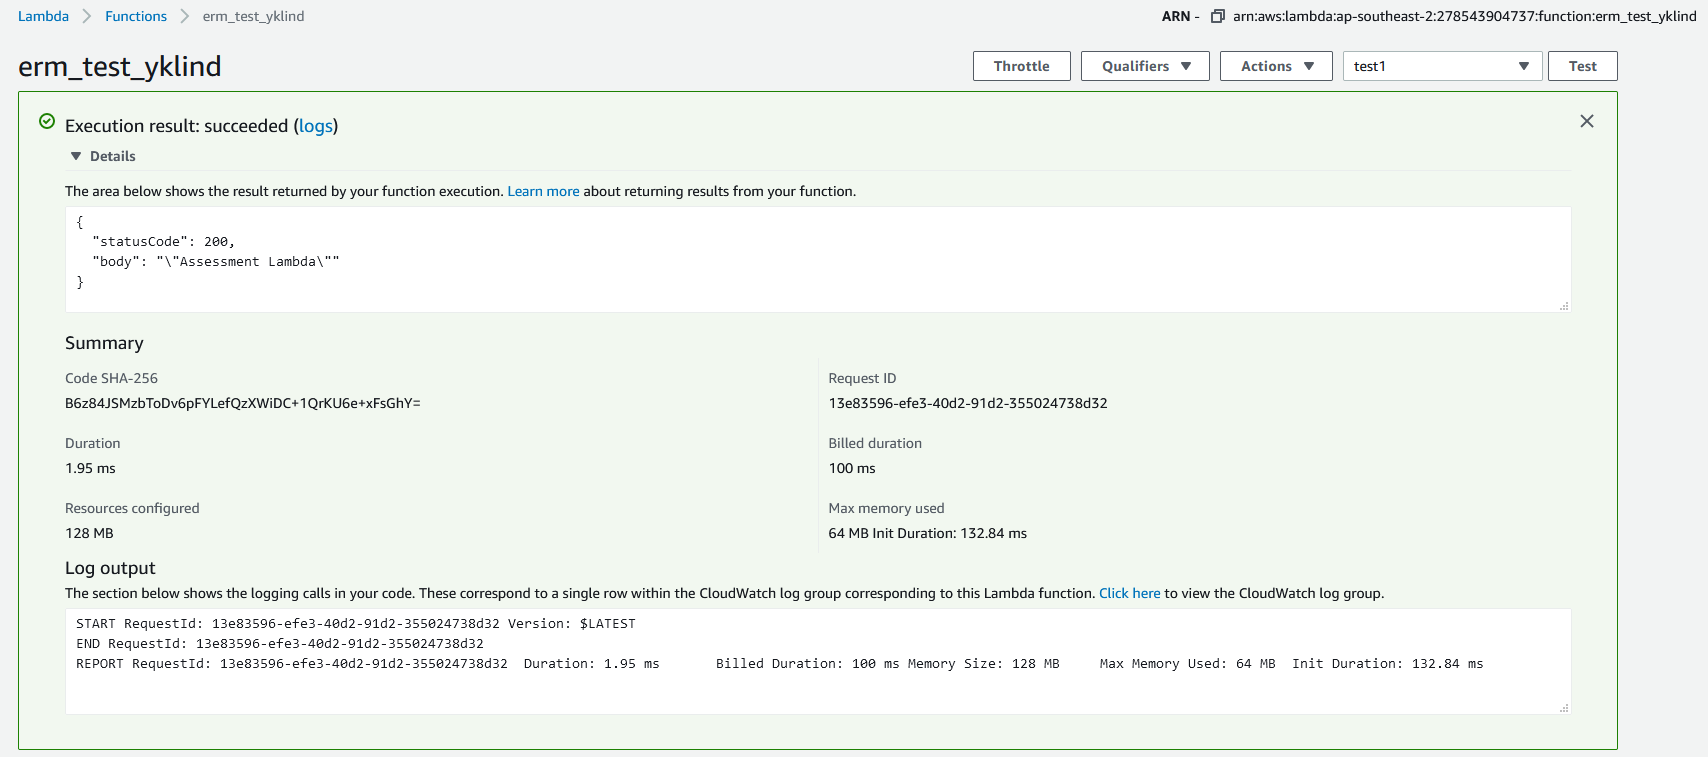 Lambda > Functions > erm_test_yklind
ARN - arn:aws:lambda:ap-southeast-2:278543904737:function:erm_test_yklind
erm_test_yklind
Throttle Qualifiers Actions test1 Test
Execution result: succeeded (logs)
Details
The area below shows the result returned by your function execution. Learn more about returning results from your function.
{
"statusCode": 200,
"body": "\"Assessment Lambda\""
}
Summary
Code SHA-256
B6z84JSMzbToDv6pFYLefQzXWiDC+1QrKU6e+xFsGhY=
Request ID
13e83596-efe3-40d2-91d2-355024738d32
Duration
1.95 ms
Billed duration
100 ms
Resources configured
128 MB
Max memory used
64 MB Init Duration: 132.84 ms
Log output
The section below shows the logging calls in your code. These correspond to a single row within the CloudWatch log group corresponding to this Lambda function. Click here to view the CloudWatch log group.
START RequestId: 13e83596-efe3-40d2-91d2-355024738d32 Version: $LATEST
END RequestId: 13e83596-efe3-40d2-91d2-355024738d32
REPORT RequestId: 13e83596-efe3-40d2-91d2-355024738d32 Duration: 1.95 ms Billed Duration: 100 ms Memory Size: 128 MB Max Memory Used: 64 MB Init Duration: 132.84 ms